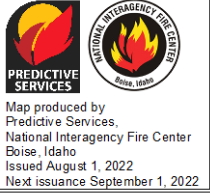 NATIONAL INTERAGENCY FIRE CENTER
Boise, Idaho
PREDICTIVE
SERVICES
Map produced by
Predictive Services,
National Interagency Fire Center
Boise, Idaho
Issued August 1, 2022
Next issuance September 1, 2022